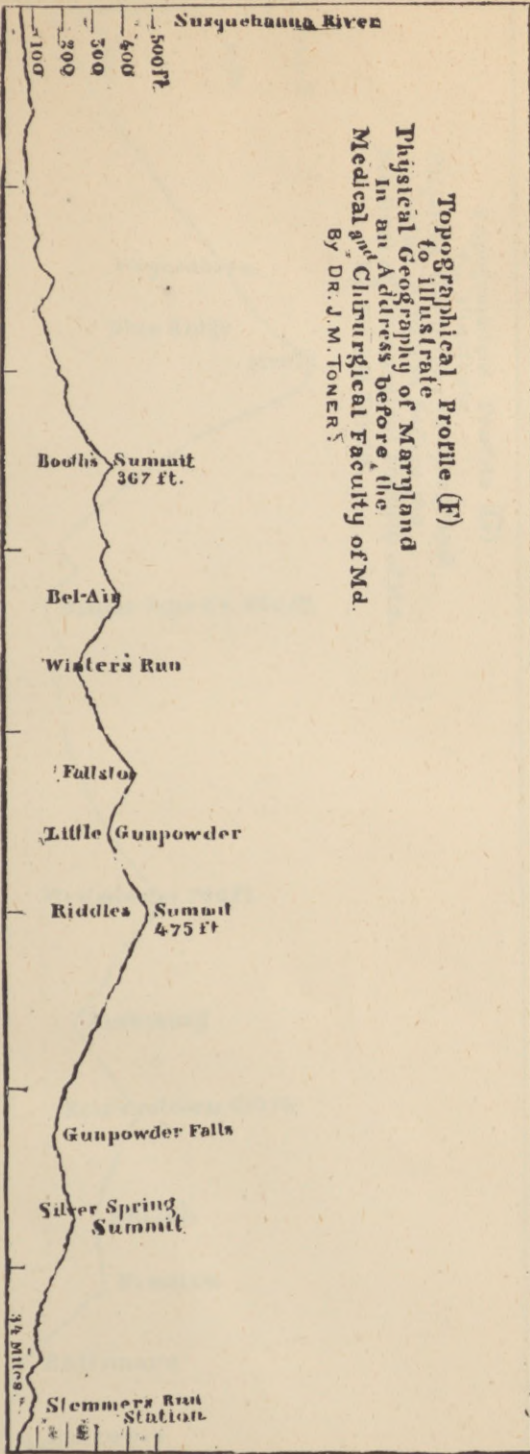 Susquehanna River
100
200
300
400
500 ft.
Topographical Profile (F)
to illustrate
Physical Geography of Maryland
In an Address before, the
Medical and Chirurgical Faculty of Md.
By DR. J. M. TONER.
Booth's Summit
367 ft.
Bel-Air
Winters Run
Fallston
Little Gunpowder
Riddles Summit
475 ft
Gunpowder Falls
Silver Spring
Summit
34 Miles
Stemmers Run
Station